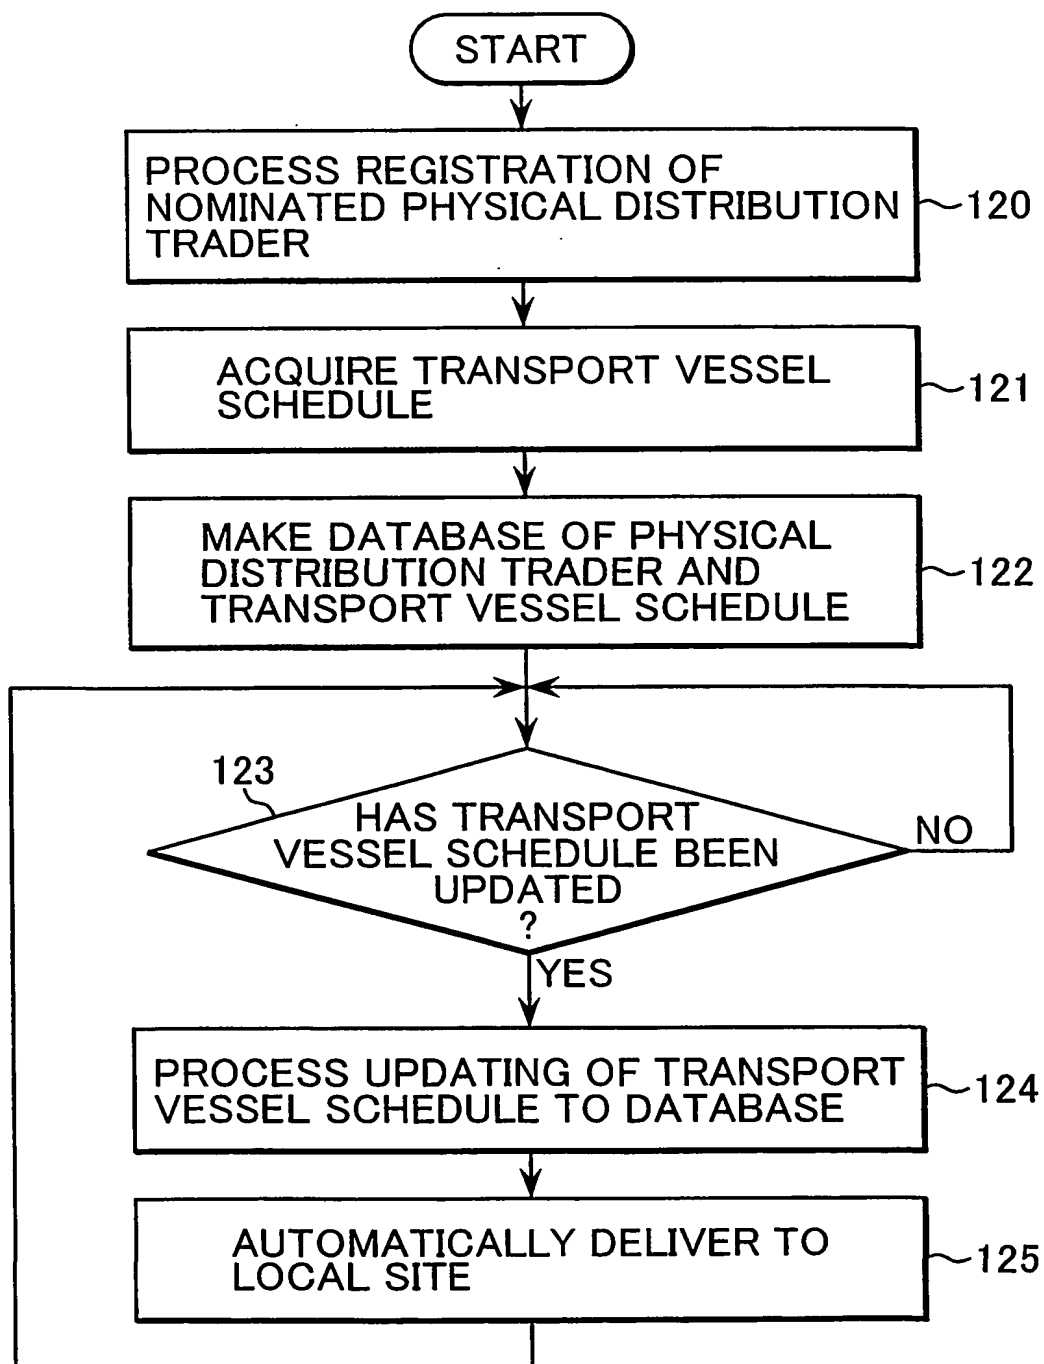 START
PROCESS REGISTRATION OF
NOMINATED PHYSICAL DISTRIBUTION
TRADER
120
ACQUIRE TRANSPORT VESSEL
SCHEDULE
121
MAKE DATABASE OF PHYSICAL
DISTRIBUTION TRADER AND
TRANSPORT VESSEL SCHEDULE
122
123
HAS TRANSPORT
VESSEL SCHEDULE BEEN
UPDATED
?
NO
YES
PROCESS UPDATING OF TRANSPORT
VESSEL SCHEDULE TO DATABASE
124
AUTOMATICALLY DELIVER TO
LOCAL SITE
125